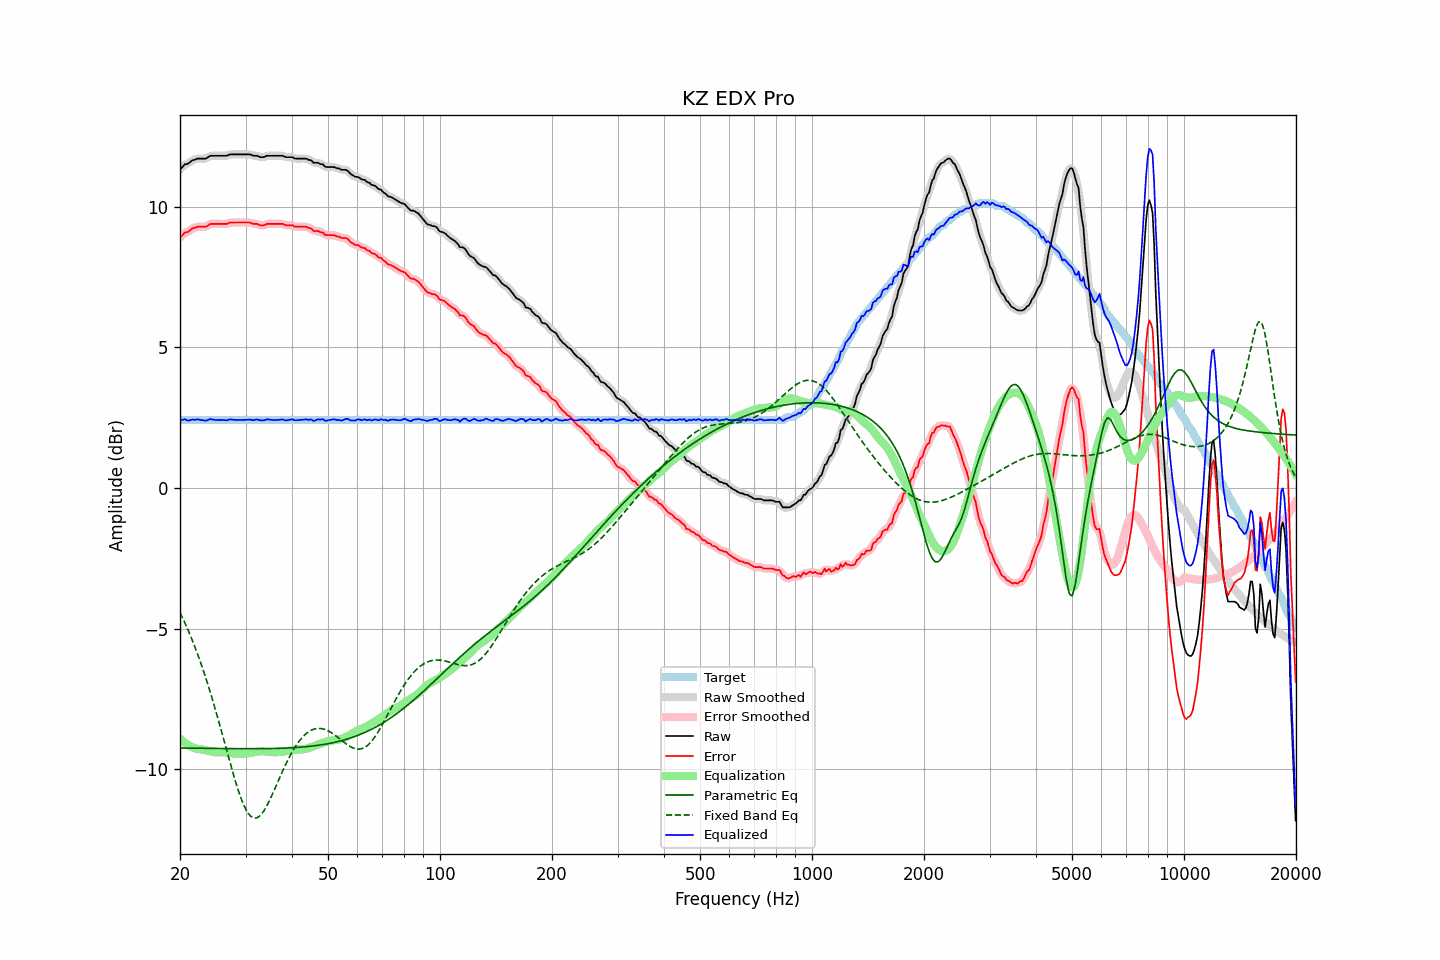 KZ EDX Pro
Amplitude (dBr)
10
5
0
−5
−10
Target
Raw Smoothed
Error Smoothed
Raw
Error
Equalization
Parametric Eq
Fixed Band Eq
Equalized
20 50 100 200 500 1000 2000 5000 10000 20000
Frequency (Hz)